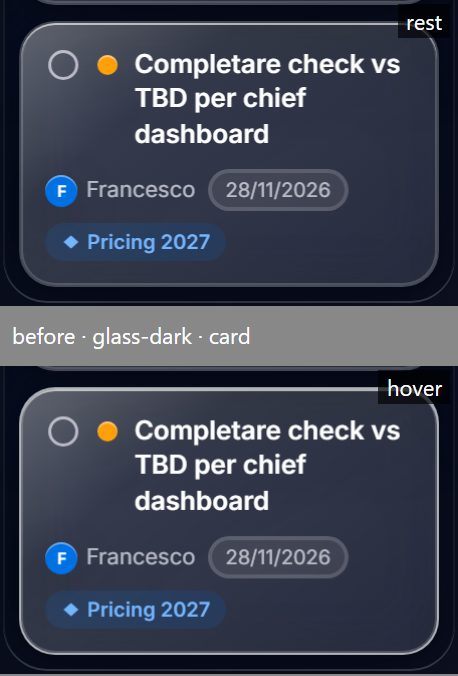 rest
Completare check vs
TBD per chief
dashboard
F Francesco 28/11/2026
Pricing 2027
before · glass-dark · card
hover
Completare check vs
TBD per chief
dashboard
F Francesco 28/11/2026
Pricing 2027